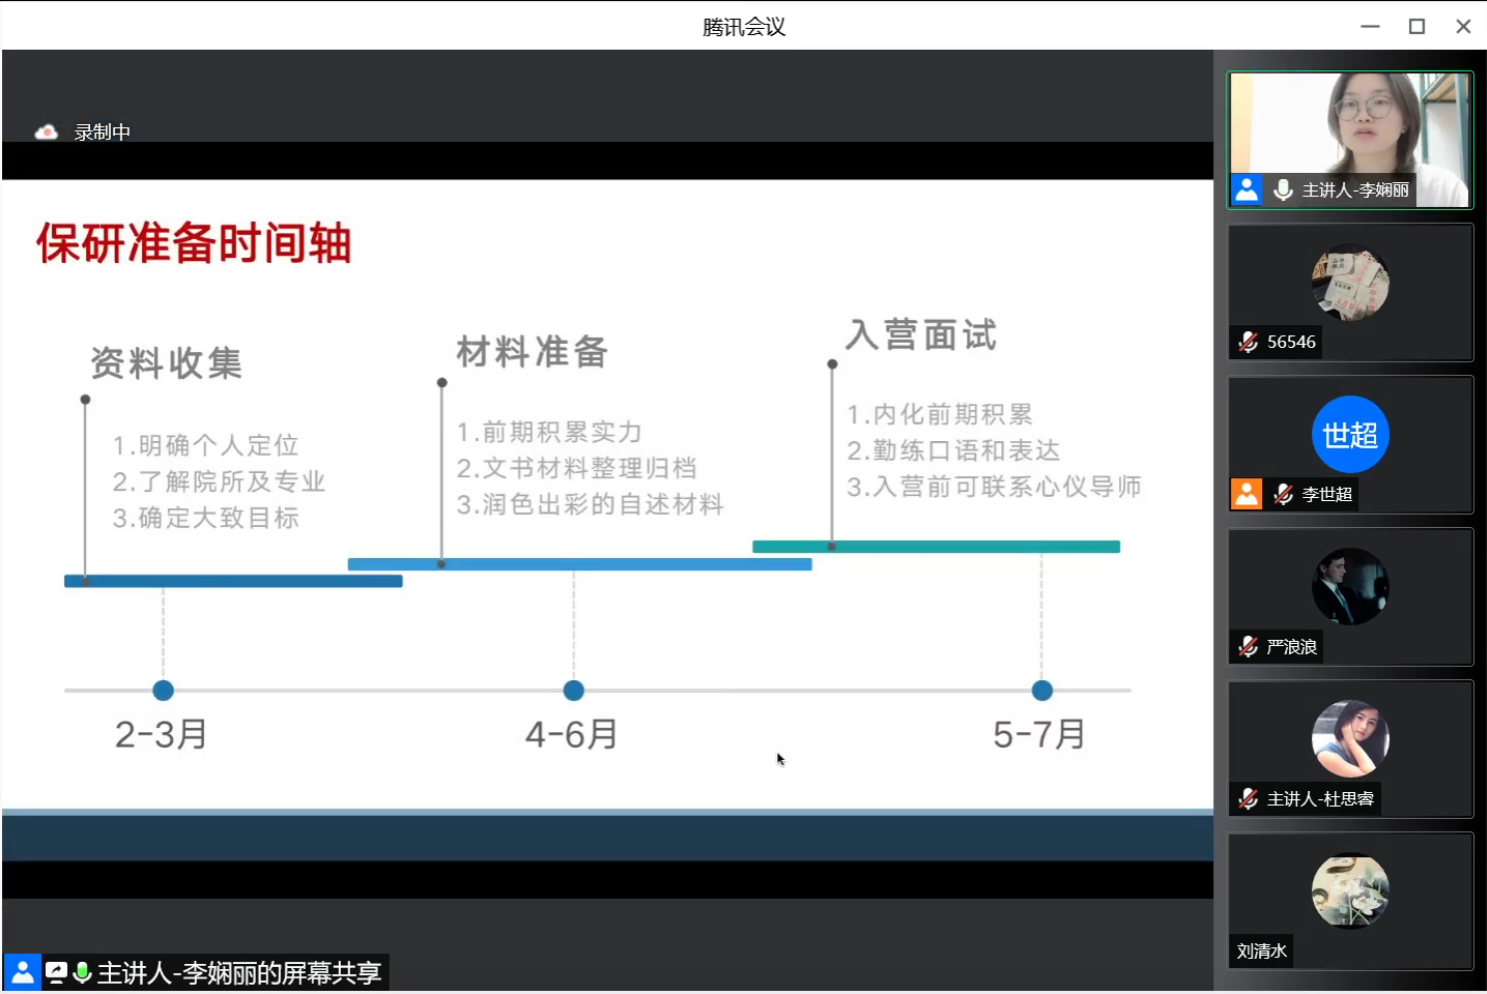 腾讯会议
录制中
保研准备时间轴
资料收集
1.明确个人定位
2.了解院所及专业
3.确定大致目标
材料准备
1.前期积累实力
2.文书材料整理归档
3.润色出彩的自述材料
入营面试
1.内化前期积累
2.勤练口语和表达
3.入营前可联系心仪导师
2-3月
4-6月
5-7月
主讲人-李娴丽的屏幕共享
主讲人-李娴丽
56546
世超
李世超
严浪浪
主讲人-杜思睿
刘清水